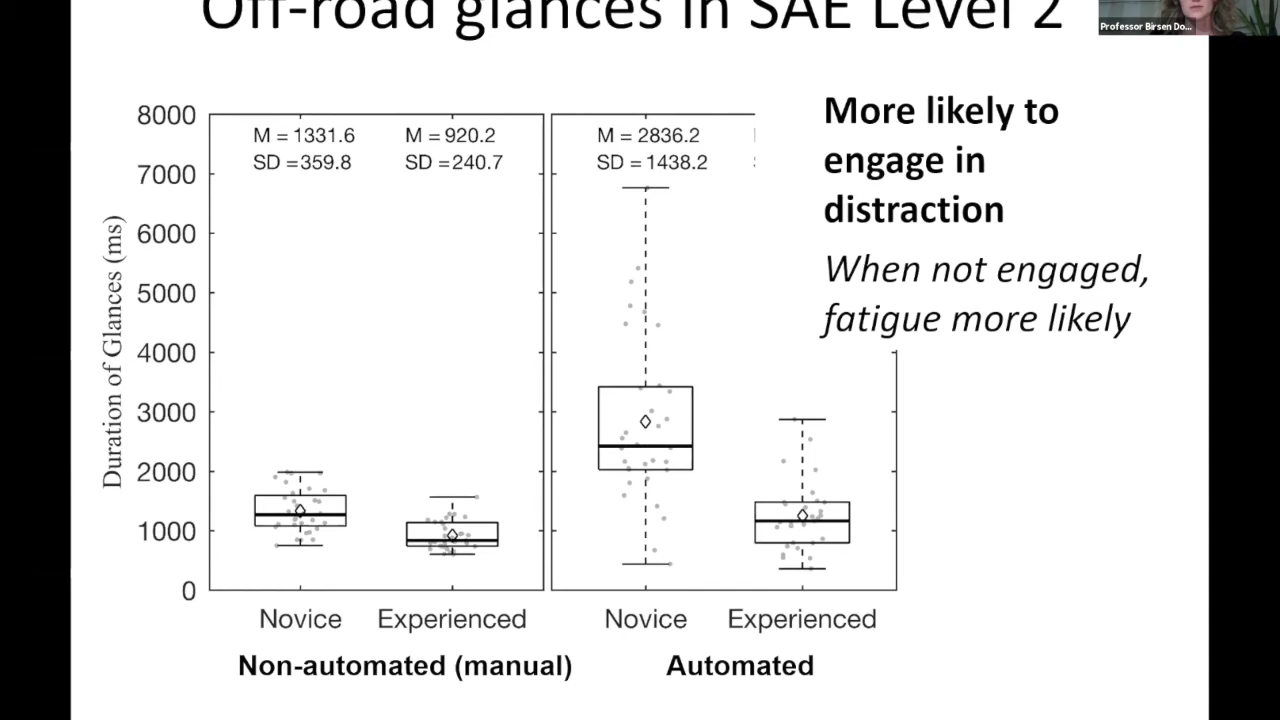 Off-road glances in SAE Level 2
Professor Birsen Do...
8000
7000
6000
5000
4000
3000
2000
1000
0
Duration of Glances (ms)
M = 1331.6
SD =359.8
M = 920.2
SD =240.7
M = 2836.2
SD =1438.2
More likely to
engage in
distraction
When not engaged,
fatigue more likely
Novice
Experienced
Novice
Experienced
Non-automated (manual)
Automated